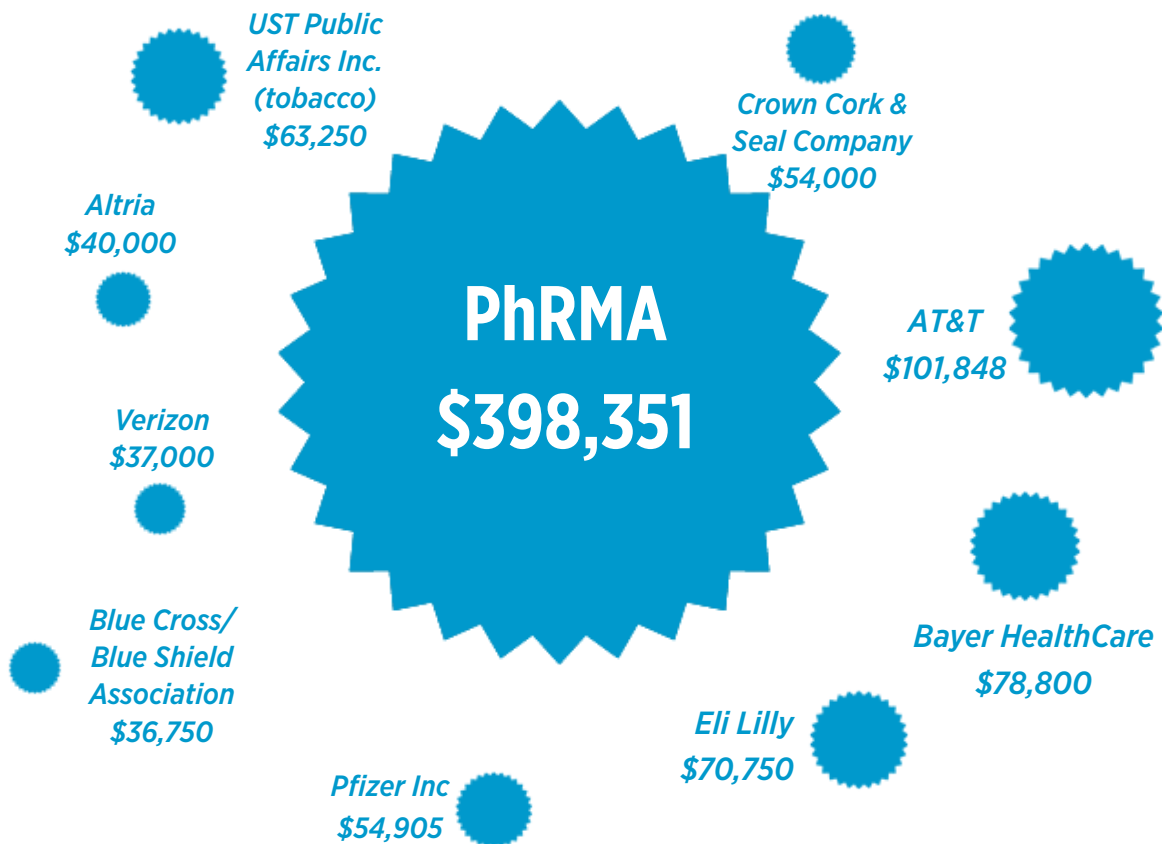 UST Public
Affairs Inc.
(tobacco)
$63,250
Crown Cork &
Seal Company
$54,000
Altria
$40,000
PhRMA
$398,351
AT&T
$101,848
Verizon
$37,000
Blue Cross/
Blue Shield
Association
$36,750
Bayer HealthCare
$78,800
Eli Lilly
$70,750
Pfizer Inc
$54,905